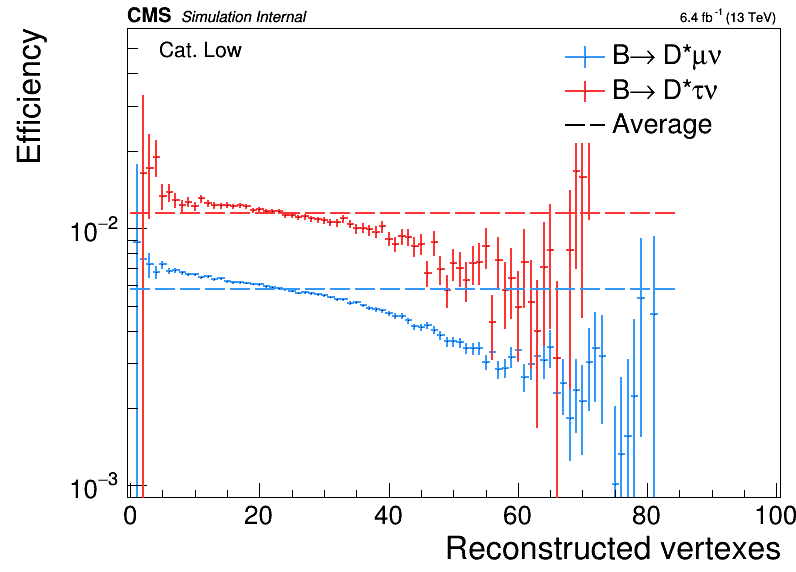 CMS Simulation Internal 6.4 fb⁻¹ (13 TeV)
Cat. Low
B→ D*μν
B→ D*τν
Average
Efficiency
10⁻²
10⁻³
0 20 40 60 80 100
Reconstructed vertexes